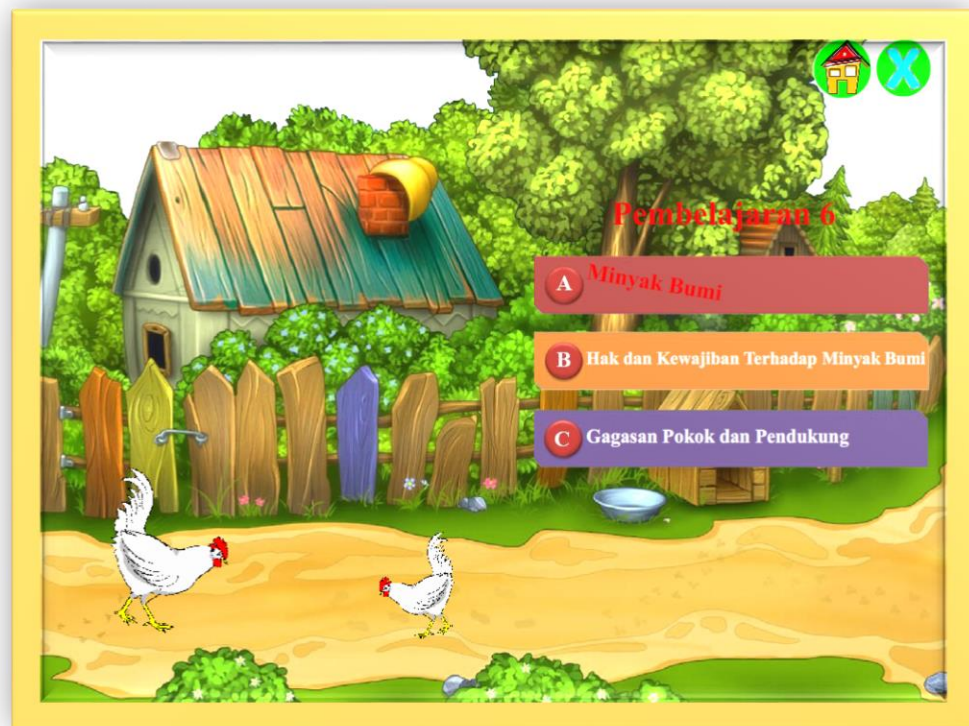 Pembelajaran 6
A Minyak Bumi
B Hak dan Kewajiban Terhadap Minyak Bumi
C Gagasan Pokok dan Pendukung